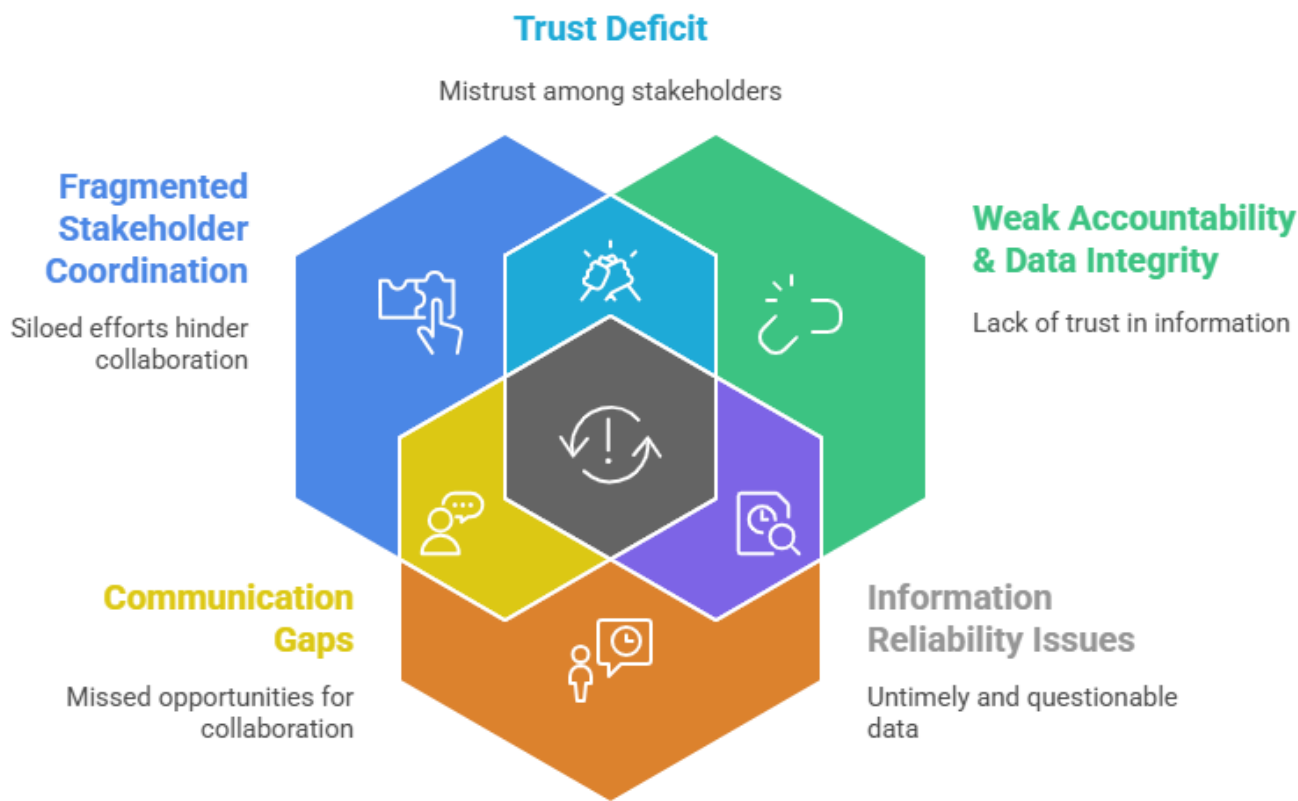 Trust Deficit
Mistrust among stakeholders
Fragmented
Stakeholder
Coordination
Siloed efforts hinder
collaboration
Weak Accountability
& Data Integrity
Lack of trust in information
Communication
Gaps
Missed opportunities for
collaboration
Information
Reliability Issues
Untimely and questionable
data